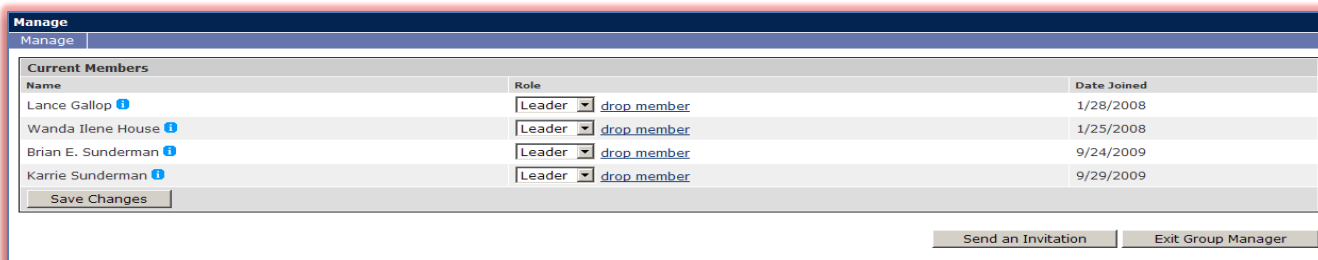 Manage
Manage
Current Members
Name Role Date Joined
Lance Gallop i Leader drop member 1/28/2008
Wanda Ilene House i Leader drop member 1/25/2008
Brian E. Sunderman i Leader drop member 9/24/2009
Karrie Sunderman i Leader drop member 9/29/2009
Save Changes
Send an Invitation Exit Group Manager